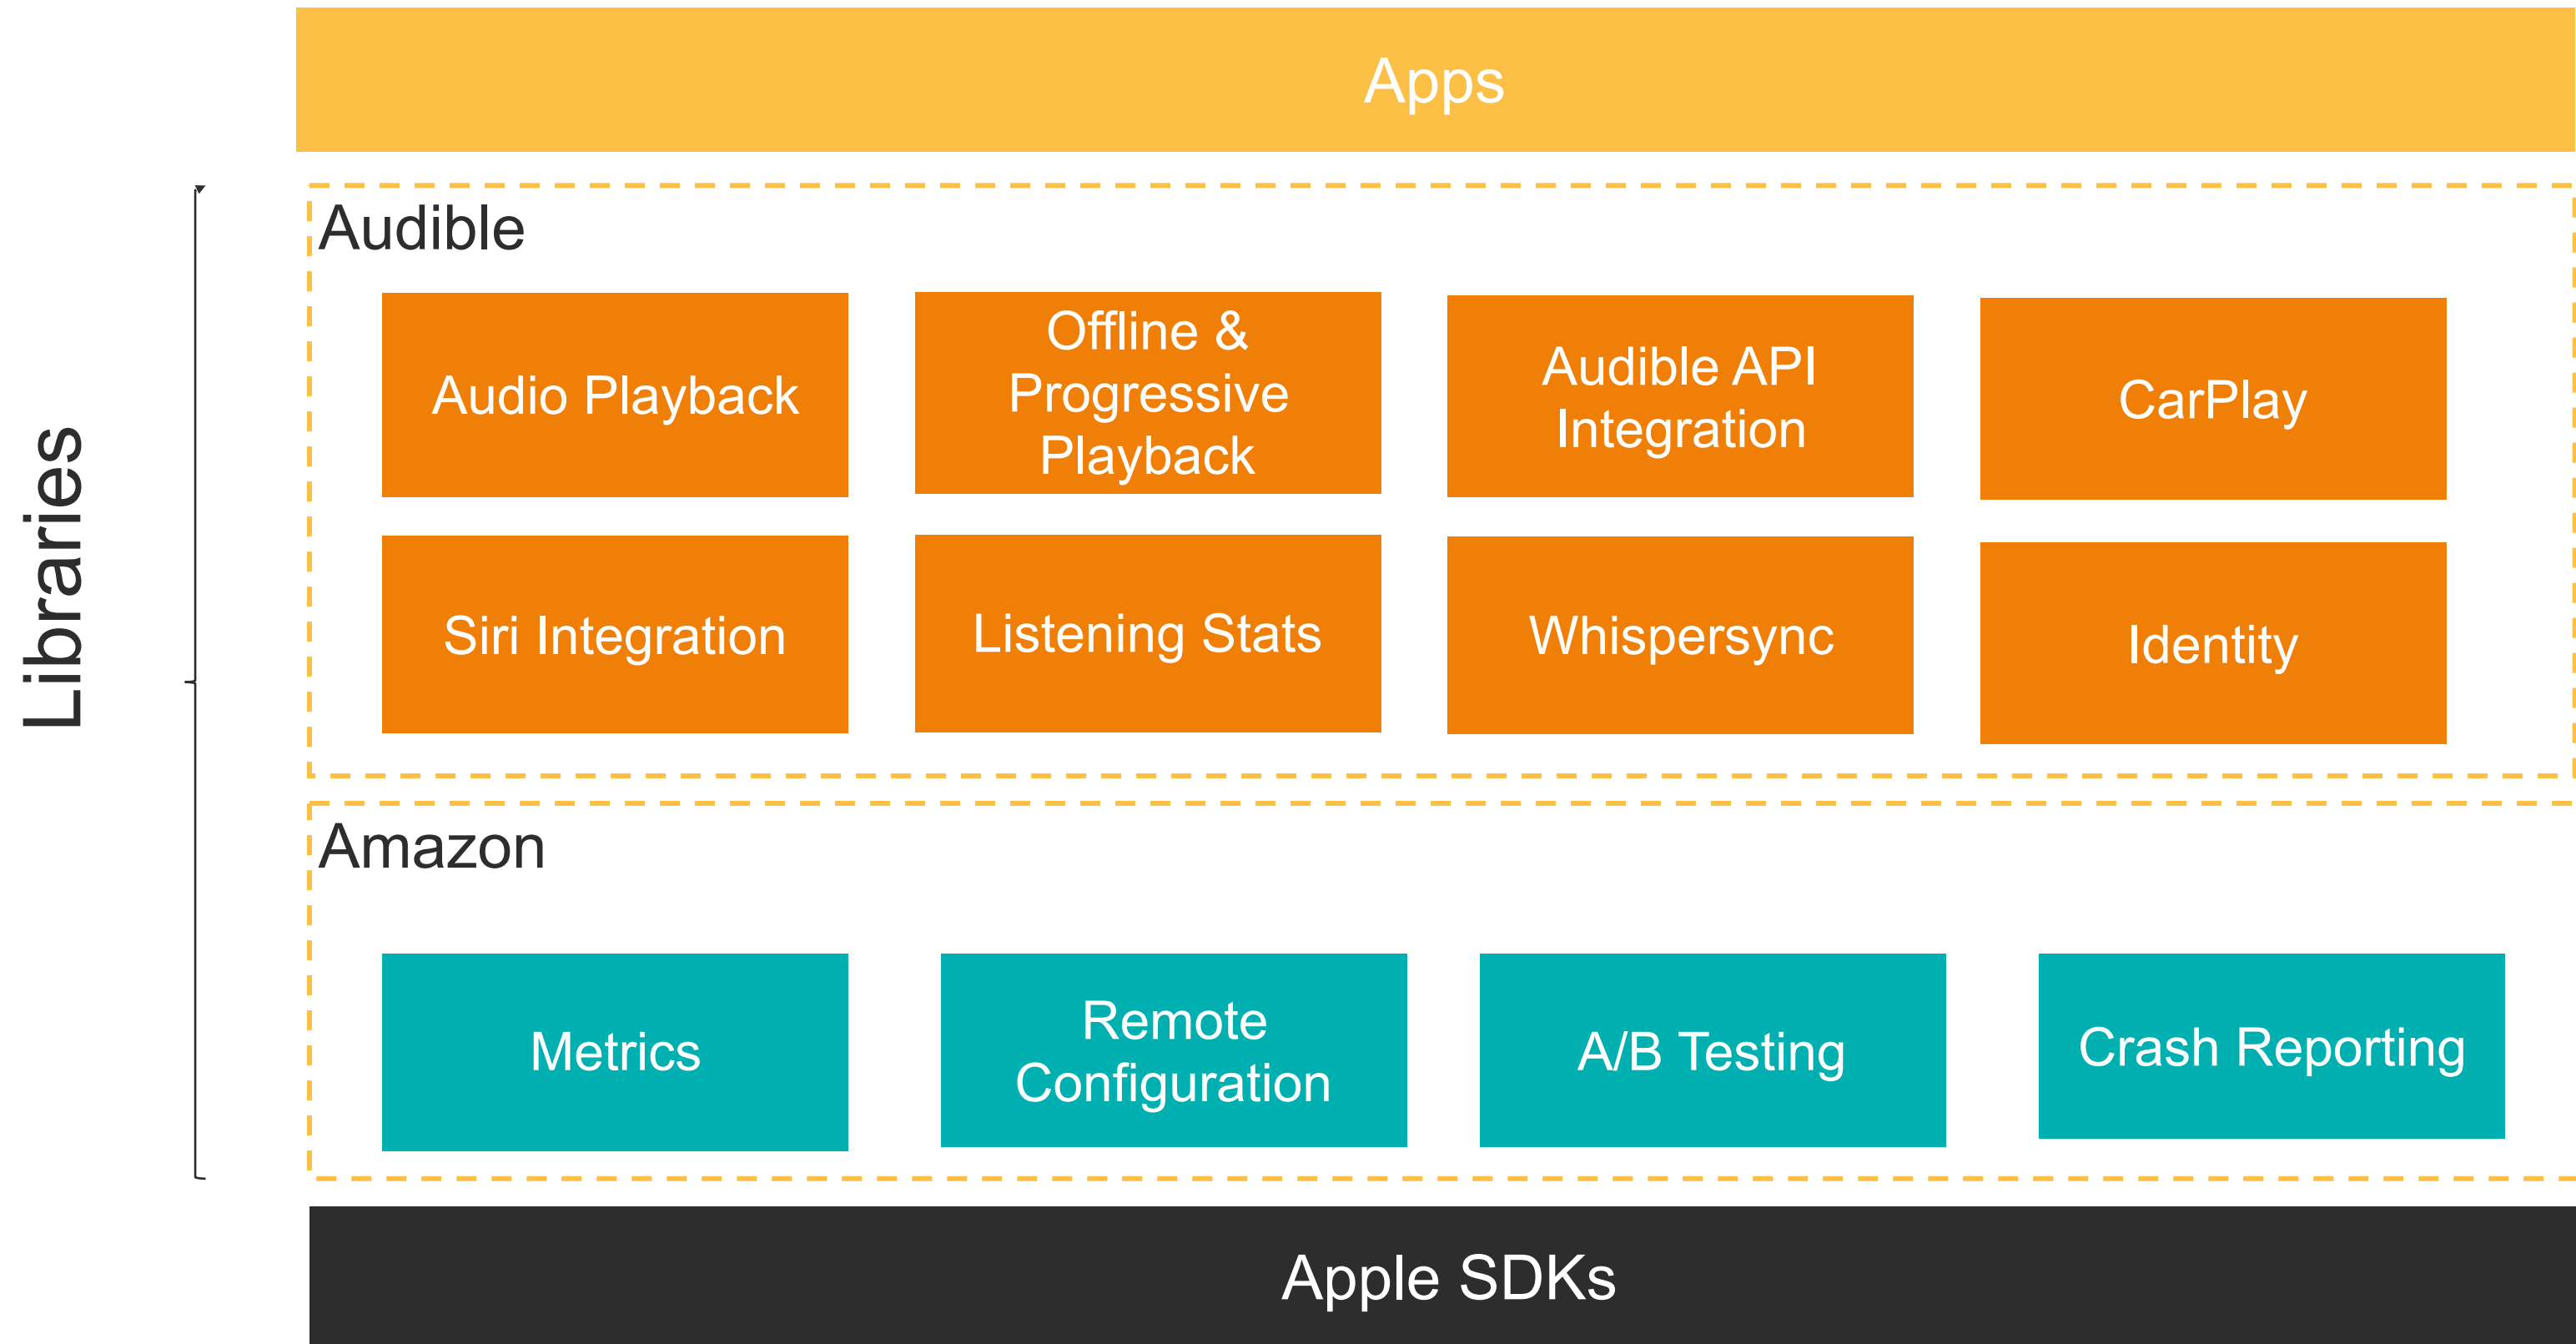 Apps
Libraries
Audible
Audio Playback
Offline &
Progressive
Playback
Audible API
Integration
CarPlay
Siri Integration
Listening Stats
Whispersync
Identity
Amazon
Metrics
Remote
Configuration
A/B Testing
Crash Reporting
Apple SDKs